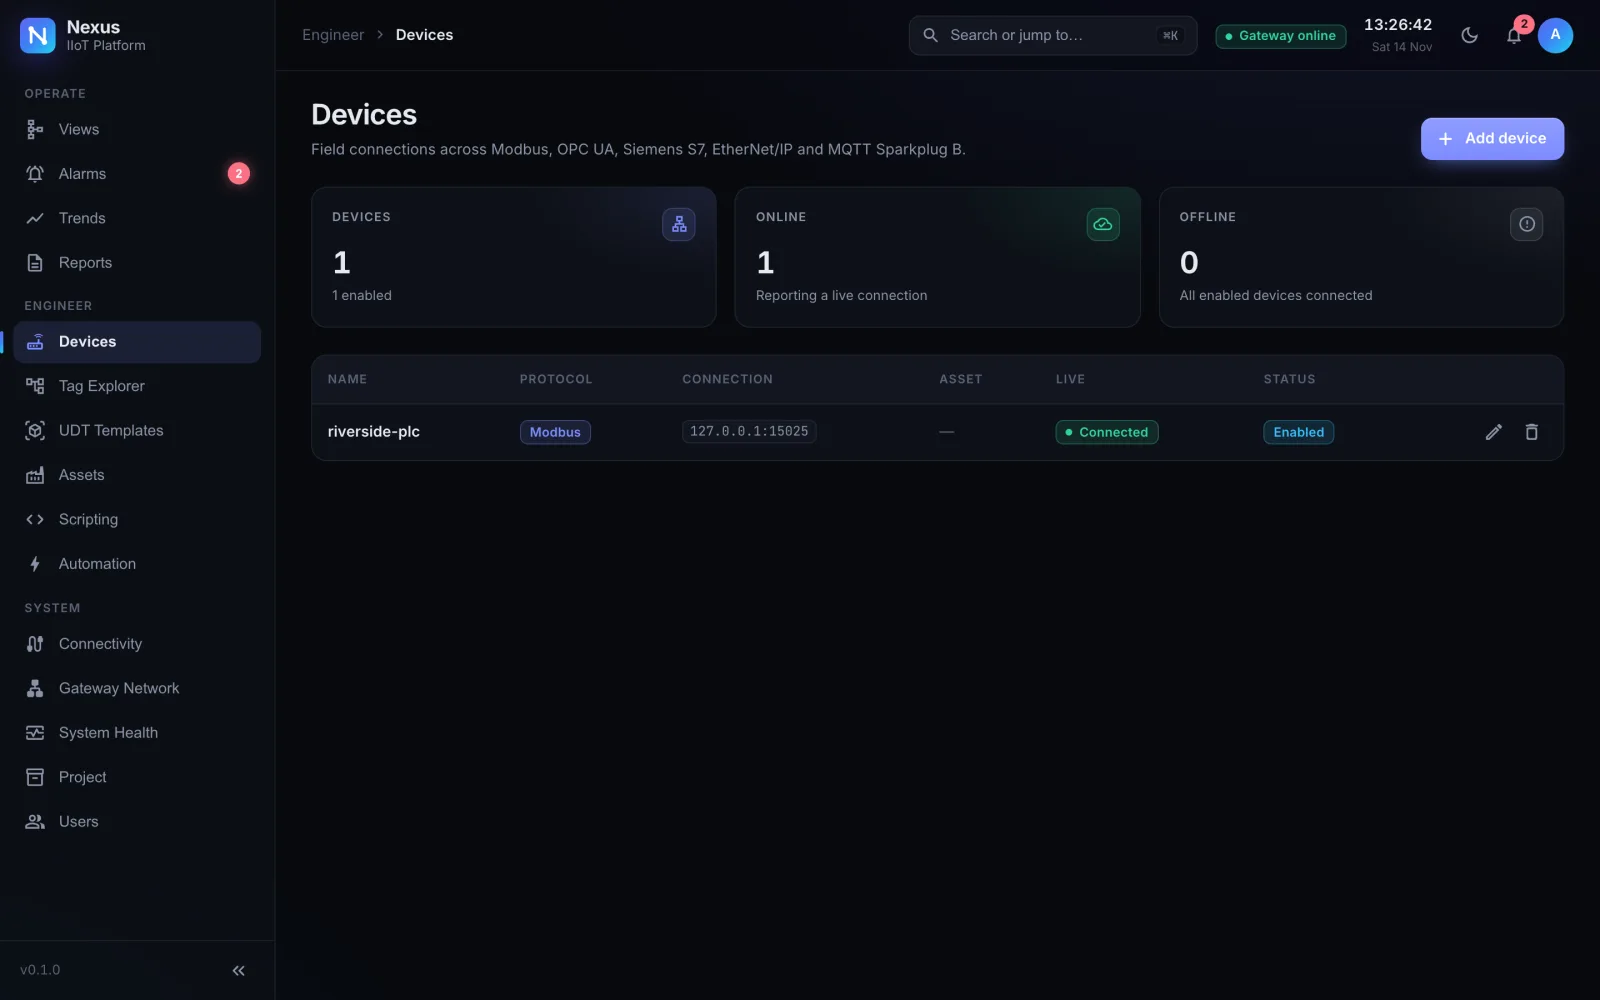 Nexus
IIoT Platform
OPERATE
Views
Alarms
2
Trends
Reports
ENGINEER
Devices
Tag Explorer
UDT Templates
Assets
Scripting
Automation
SYSTEM
Connectivity
Gateway Network
System Health
Project
Users
v0.1.0
Engineer > Devices
Search or jump to… ⌘K
Gateway online
13:26:42
Sat 14 Nov
2
A
Devices
Field connections across Modbus, OPC UA, Siemens S7, EtherNet/IP and MQTT Sparkplug B.
+ Add device
DEVICES
1
1 enabled
ONLINE
1
Reporting a live connection
OFFLINE
0
All enabled devices connected
NAME PROTOCOL CONNECTION ASSET LIVE STATUS
riverside-plc Modbus 127.0.0.1:15025 — Connected Enabled